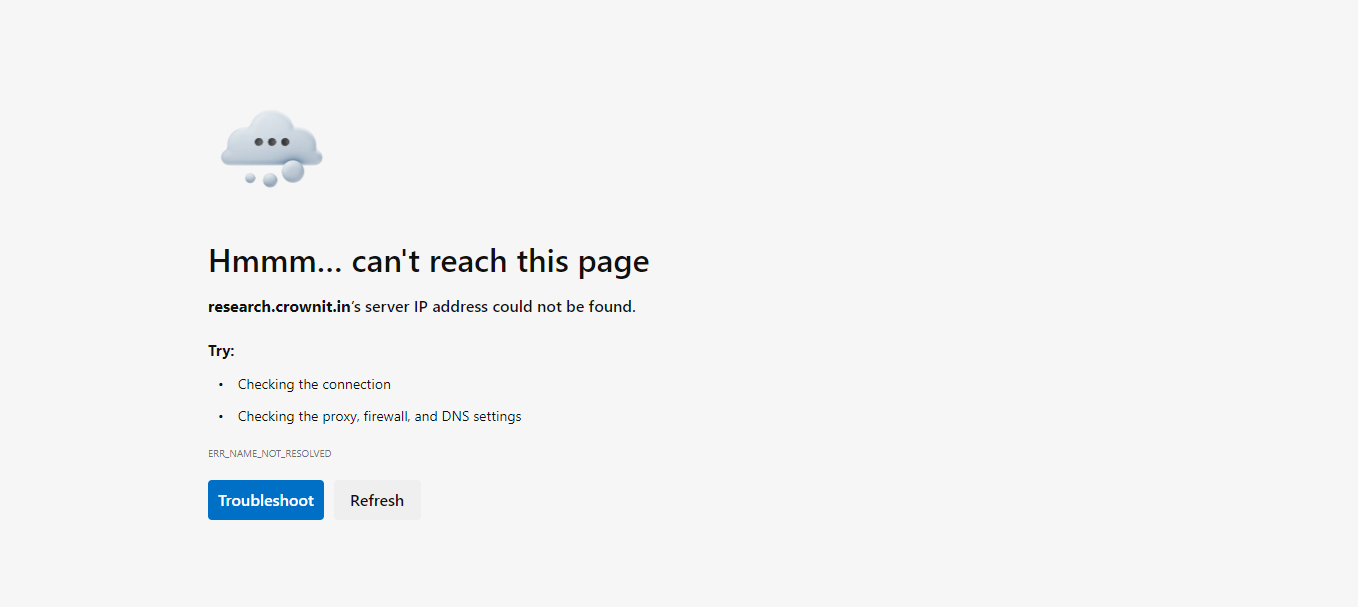 Hmmm... can't reach this page
research.crownit.in's server IP address could not be found.
Try:
• Checking the connection
• Checking the proxy, firewall, and DNS settings
ERR_NAME_NOT_RESOLVED
Troubleshoot Refresh